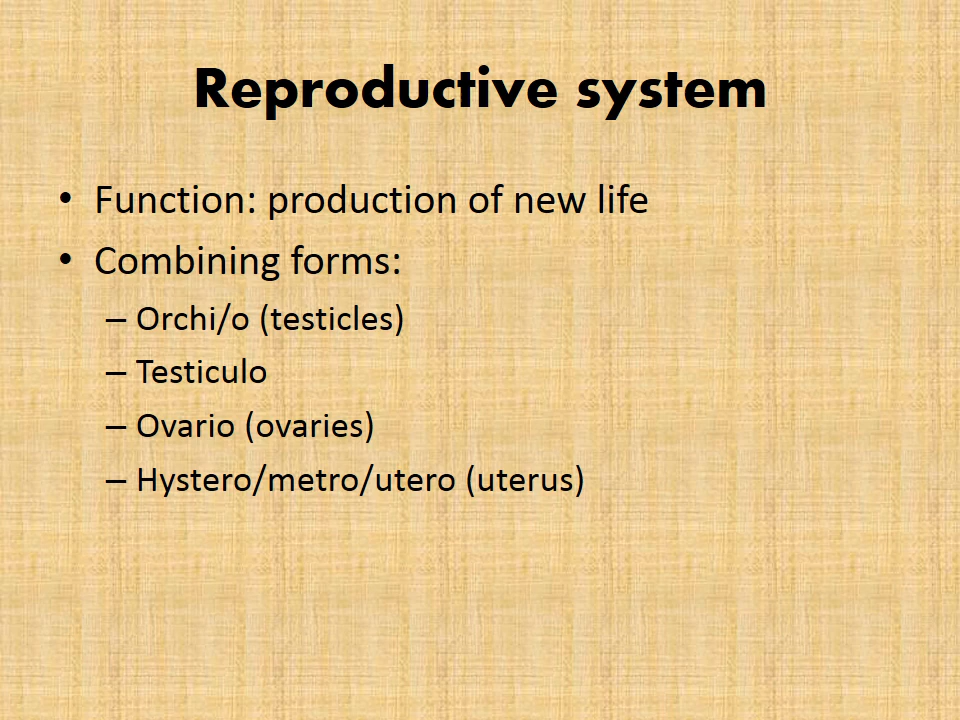 Reproductive system
• Function: production of new life
• Combining forms:
– Orchi/o (testicles)
– Testiculo
– Ovario (ovaries)
– Hystero/metro/utero (uterus)